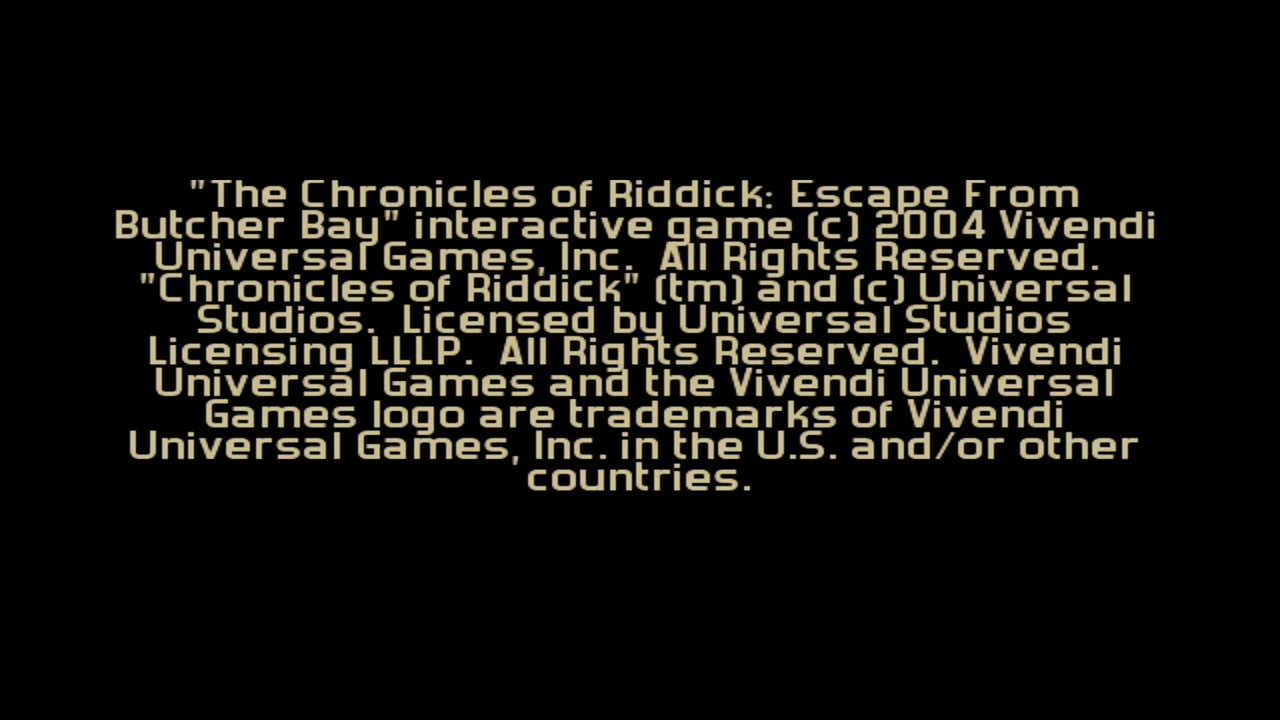 "The Chronicles of Riddick: Escape From
Butcher Bay" interactive game (c) 2004 Vivendi
Universal Games, Inc.  All Rights Reserved.
"Chronicles of Riddick" (tm) and (c) Universal
Studios.  Licensed by Universal Studios
Licensing LLLP.  All Rights Reserved.  Vivendi
Universal Games and the Vivendi Universal
Games logo are trademarks of Vivendi
Universal Games, Inc. in the U.S. and/or other
countries.